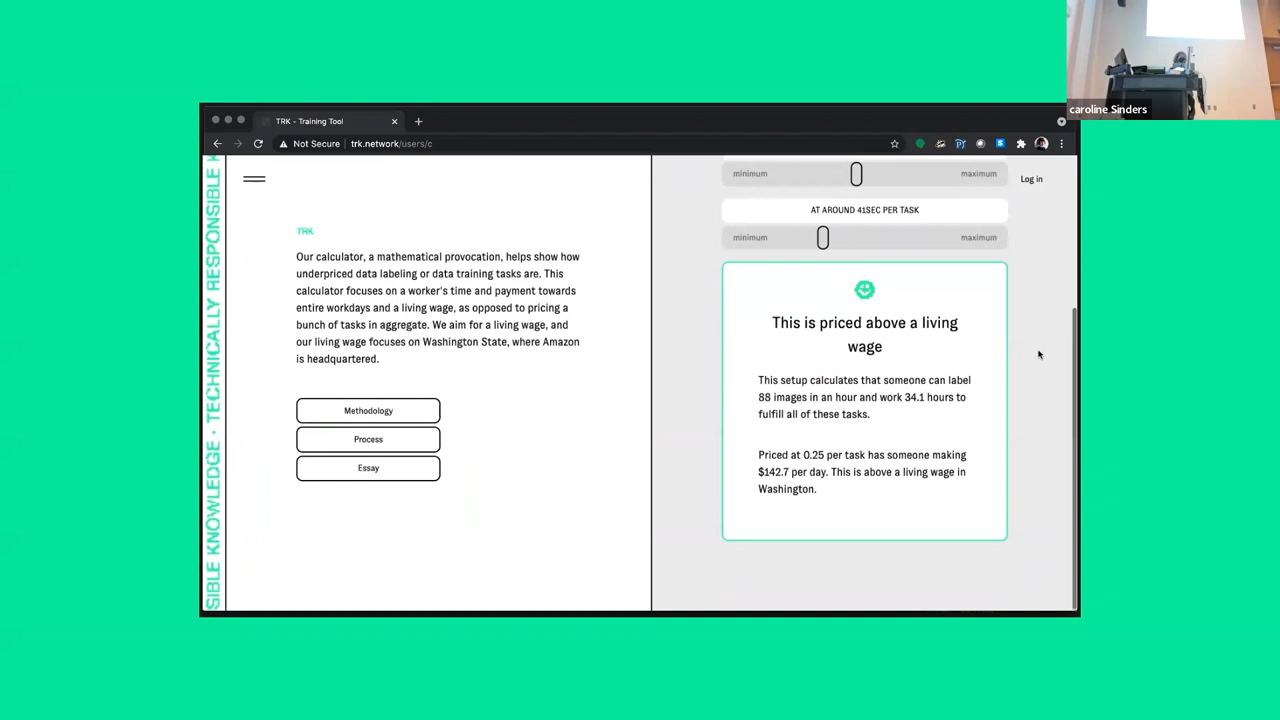 caroline Sinders
TRK - Training Tool
Not Secure
trk.network/users/c
SIBLE KNOWLEDGE · TECHNICALLY RESPONSIBLE
TRK
Our calculator, a mathematical provocation, helps show how
underpriced data labeling or data training tasks are. This
calculator focuses on a worker's time and payment towards
entire workdays and a living wage, as opposed to pricing a
bunch of tasks in aggregate. We aim for a living wage, and
our living wage focuses on Washington State, where Amazon
is headquartered.
Methodology
Process
Essay
minimum
maximum
Log in
AT AROUND 41SEC PER TASK
minimum
maximum
This is priced above a living
wage
This setup calculates that someone can label
88 images in an hour and work 34.1 hours to
fulfill all of these tasks.
Priced at 0.25 per task has someone making
$142.7 per day. This is above a living wage in
Washington.